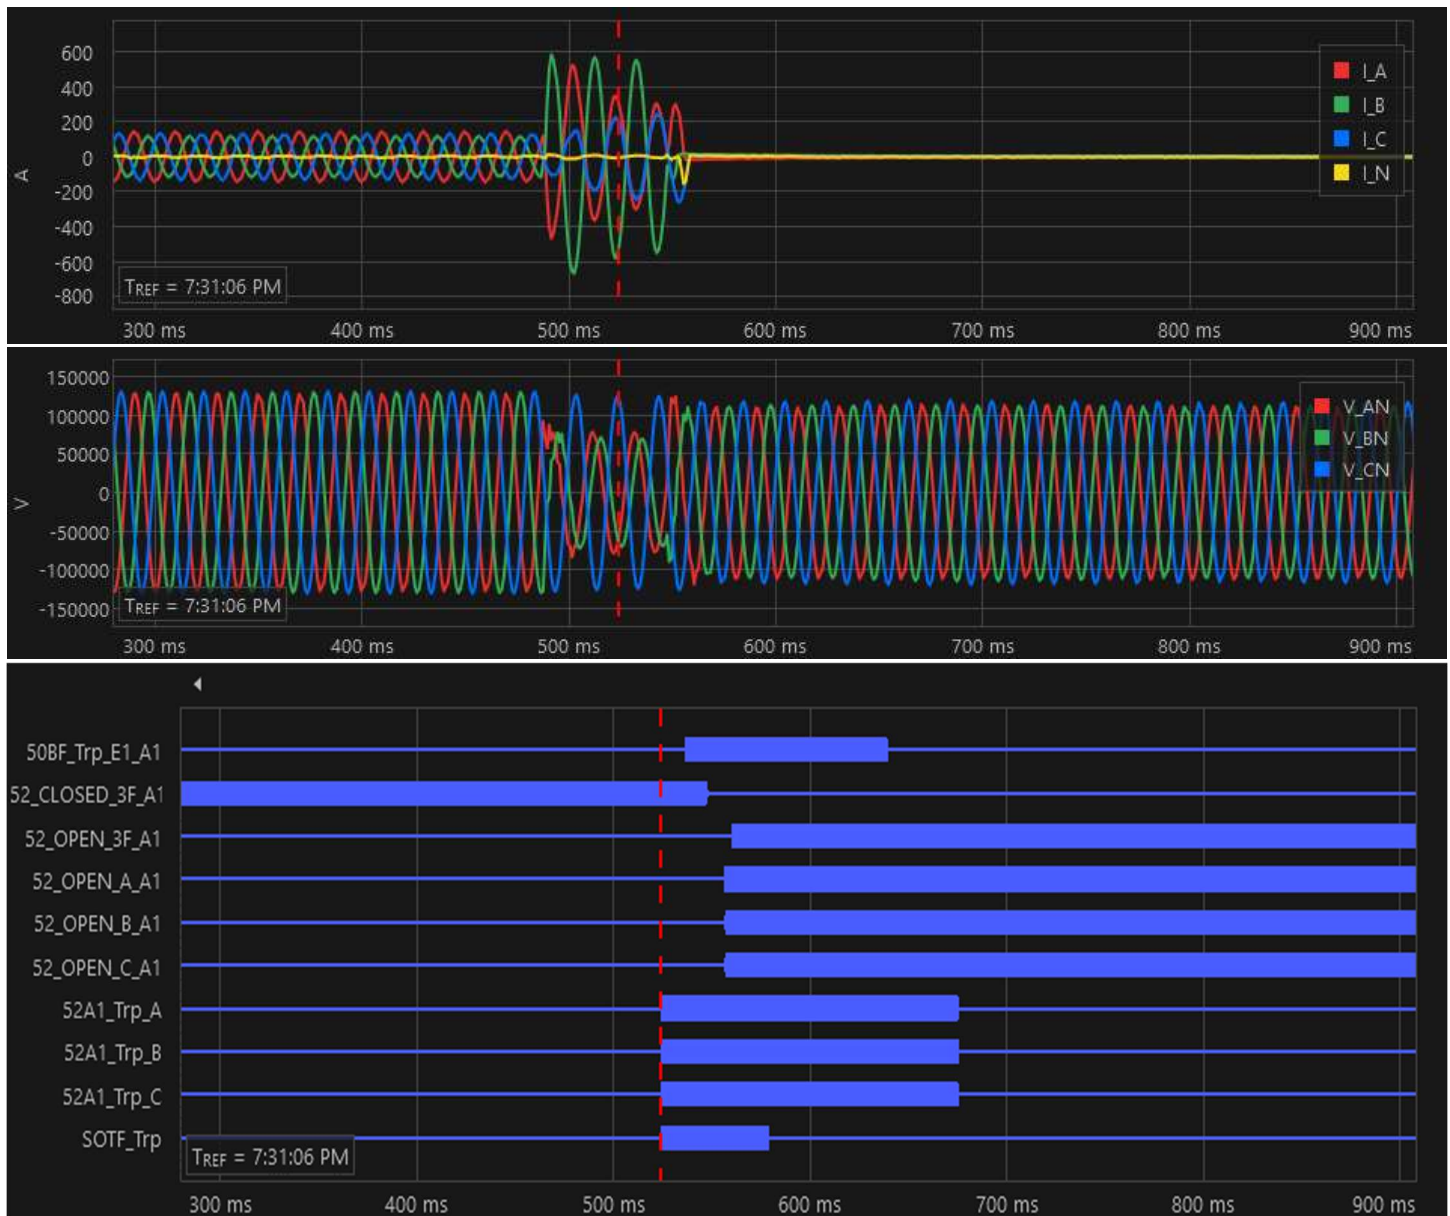 600
400
200
0
-200
-400
-600
-800
A
I_A
I_B
I_C
I_N
TREF = 7:31:06 PM
300 ms 400 ms 500 ms 600 ms 700 ms 800 ms 900 ms
150000
100000
50000
0
-50000
-100000
-150000
V
V_AN
V_BN
V_CN
TREF = 7:31:06 PM
300 ms 400 ms 500 ms 600 ms 700 ms 800 ms 900 ms
50BF_Trp_E1_A1
52_CLOSED_3F_A1
52_OPEN_3F_A1
52_OPEN_A_A1
52_OPEN_B_A1
52_OPEN_C_A1
52A1_Trp_A
52A1_Trp_B
52A1_Trp_C
SOTF_Trp
TREF = 7:31:06 PM
300 ms 400 ms 500 ms 600 ms 700 ms 800 ms 900 ms